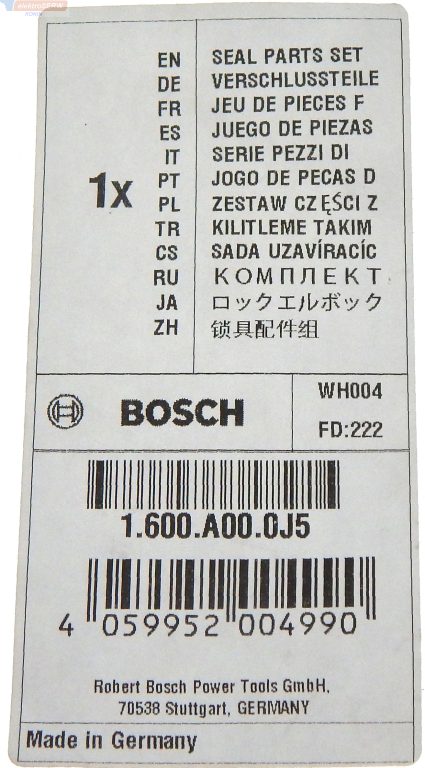 elektroSERW
1x
EN SEAL PARTS SET
DE VERSCHLUSSTEILE
FR JEU DE PIECES F
ES JUEGO DE PIEZAS
IT SERIE PEZZI DI
PT JOGO DE PECAS D
PL ZESTAW CZĘŚCI Z
TR KILITLEME TAKIM
CS SADA UZAVÍRACÍC
RU КОМПЛЕКТ
JA ロックエルボック
ZH 锁具配件组
BOSCH
WH004
FD:222
1.600.A00.0J5
4 059952 004990
Robert Bosch Power Tools GmbH,
70538 Stuttgart, GERMANY
Made in Germany